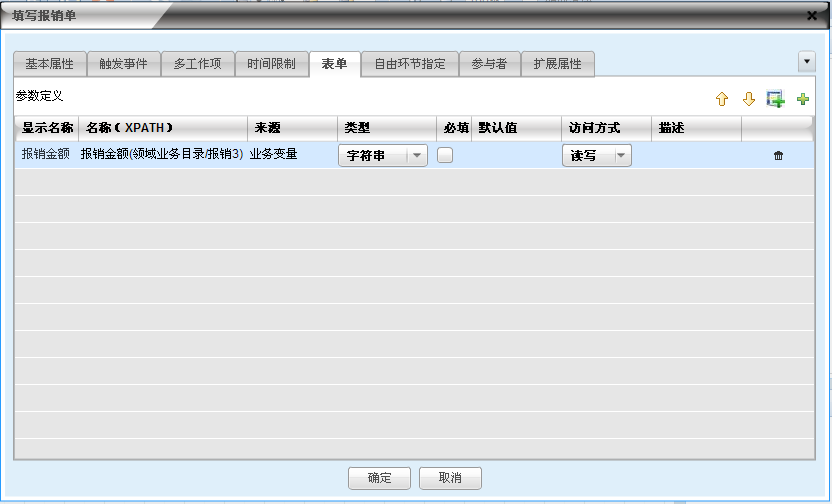 填写报销单
基本属性 触发事件 多工作项 时间限制 表单 自由环节指定 参与者 扩展属性
参数定义
显示名称 名称（XPATH） 来源 类型 必填 默认值 访问方式 描述
报销金额 报销金额(领域业务目录/报销3) 业务变量 字符串 读写
确定 取消